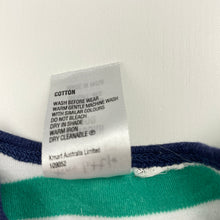 COTTON
WASH BEFORE WEAR
WARM GENTLE MACHINE WASH
WITH SIMILAR COLOURS
DO NOT BLEACH
DRY IN SHADE
WARM IRON
DRY CLEANABLE
Kmart Australia Limited